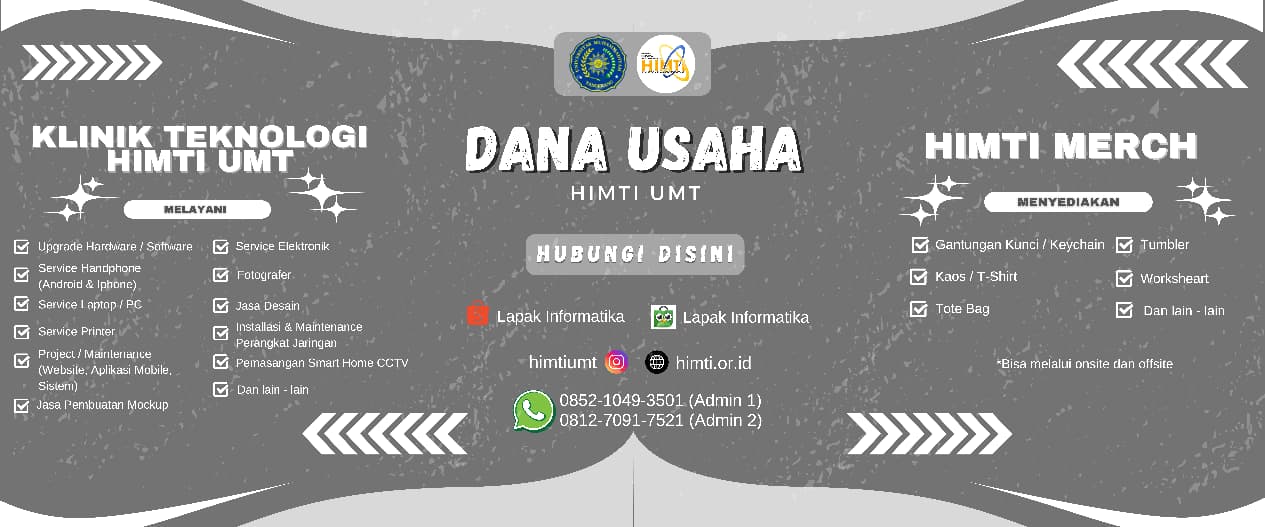 KLINIK TEKNOLOGI
HIMTI UMT
MELAYANI
Upgrade Hardware / Software
Service Handphone
(Android & Iphone)
Service Laptop / PC
Service Printer
Project / Maintenance
(Website, Aplikasi Mobile,
Sistem)
Jasa Pembuatan Mockup
Service Elektronik
Fotografer
Jasa Desain
Installasi & Maintenance
Perangkat Jaringan
Pemasangan Smart Home CCTV
Dan lain - lain
HIMTI
DANA USAHA
HIMTI UMT
HUBUNGI DISINI
Lapak Informatika
Lapak Informatika
himtiumt
himti.or.id
0852-1049-3501 (Admin 1)
0812-7091-7521 (Admin 2)
HIMTI MERCH
MENYEDIAKAN
Gantungan Kunci / Keychain
Kaos / T-Shirt
Tote Bag
Tumbler
Worksheart
Dan lain - lain
*Bisa melalui onsite dan offsite